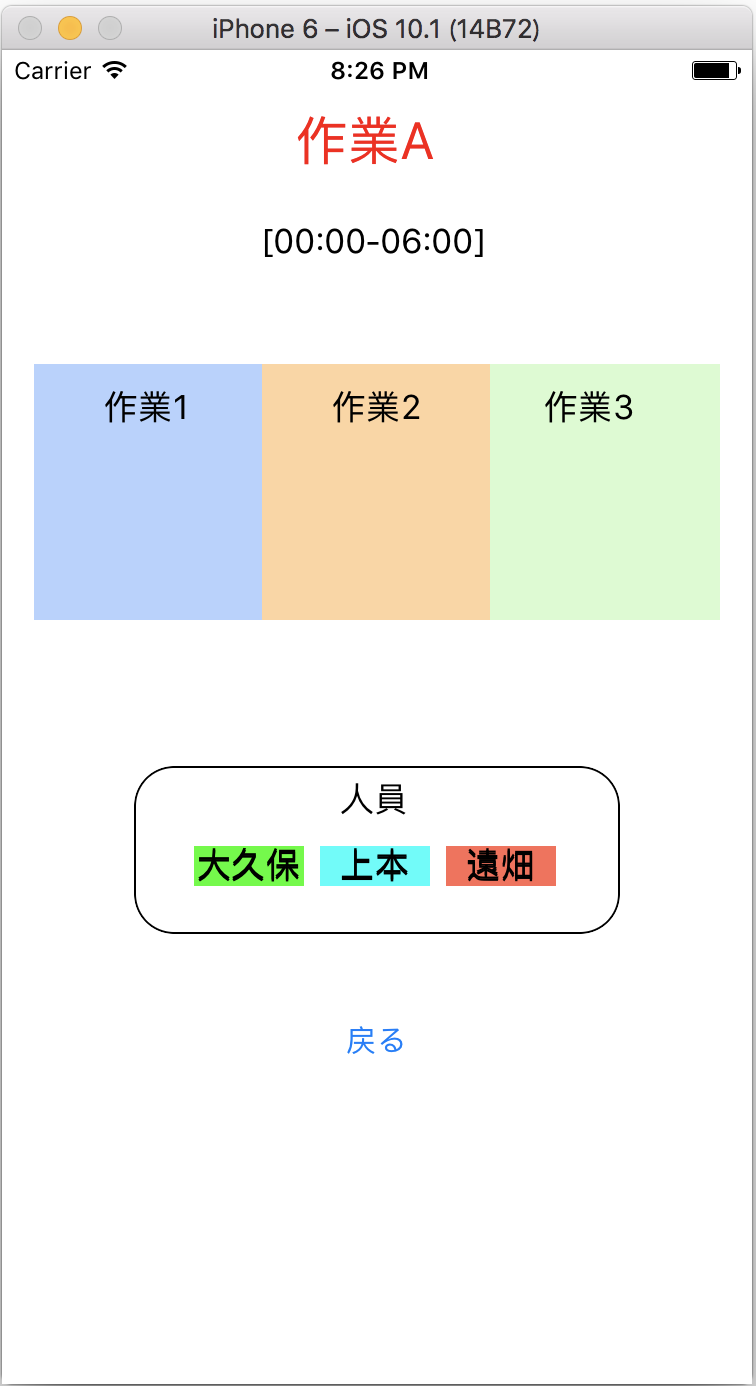 iPhone 6 – iOS 10.1 (14B72)
Carrier 8:26 PM
作業A
[00:00-06:00]
作業1 作業2 作業3
人員
大久保 上本 遠畑
戻る